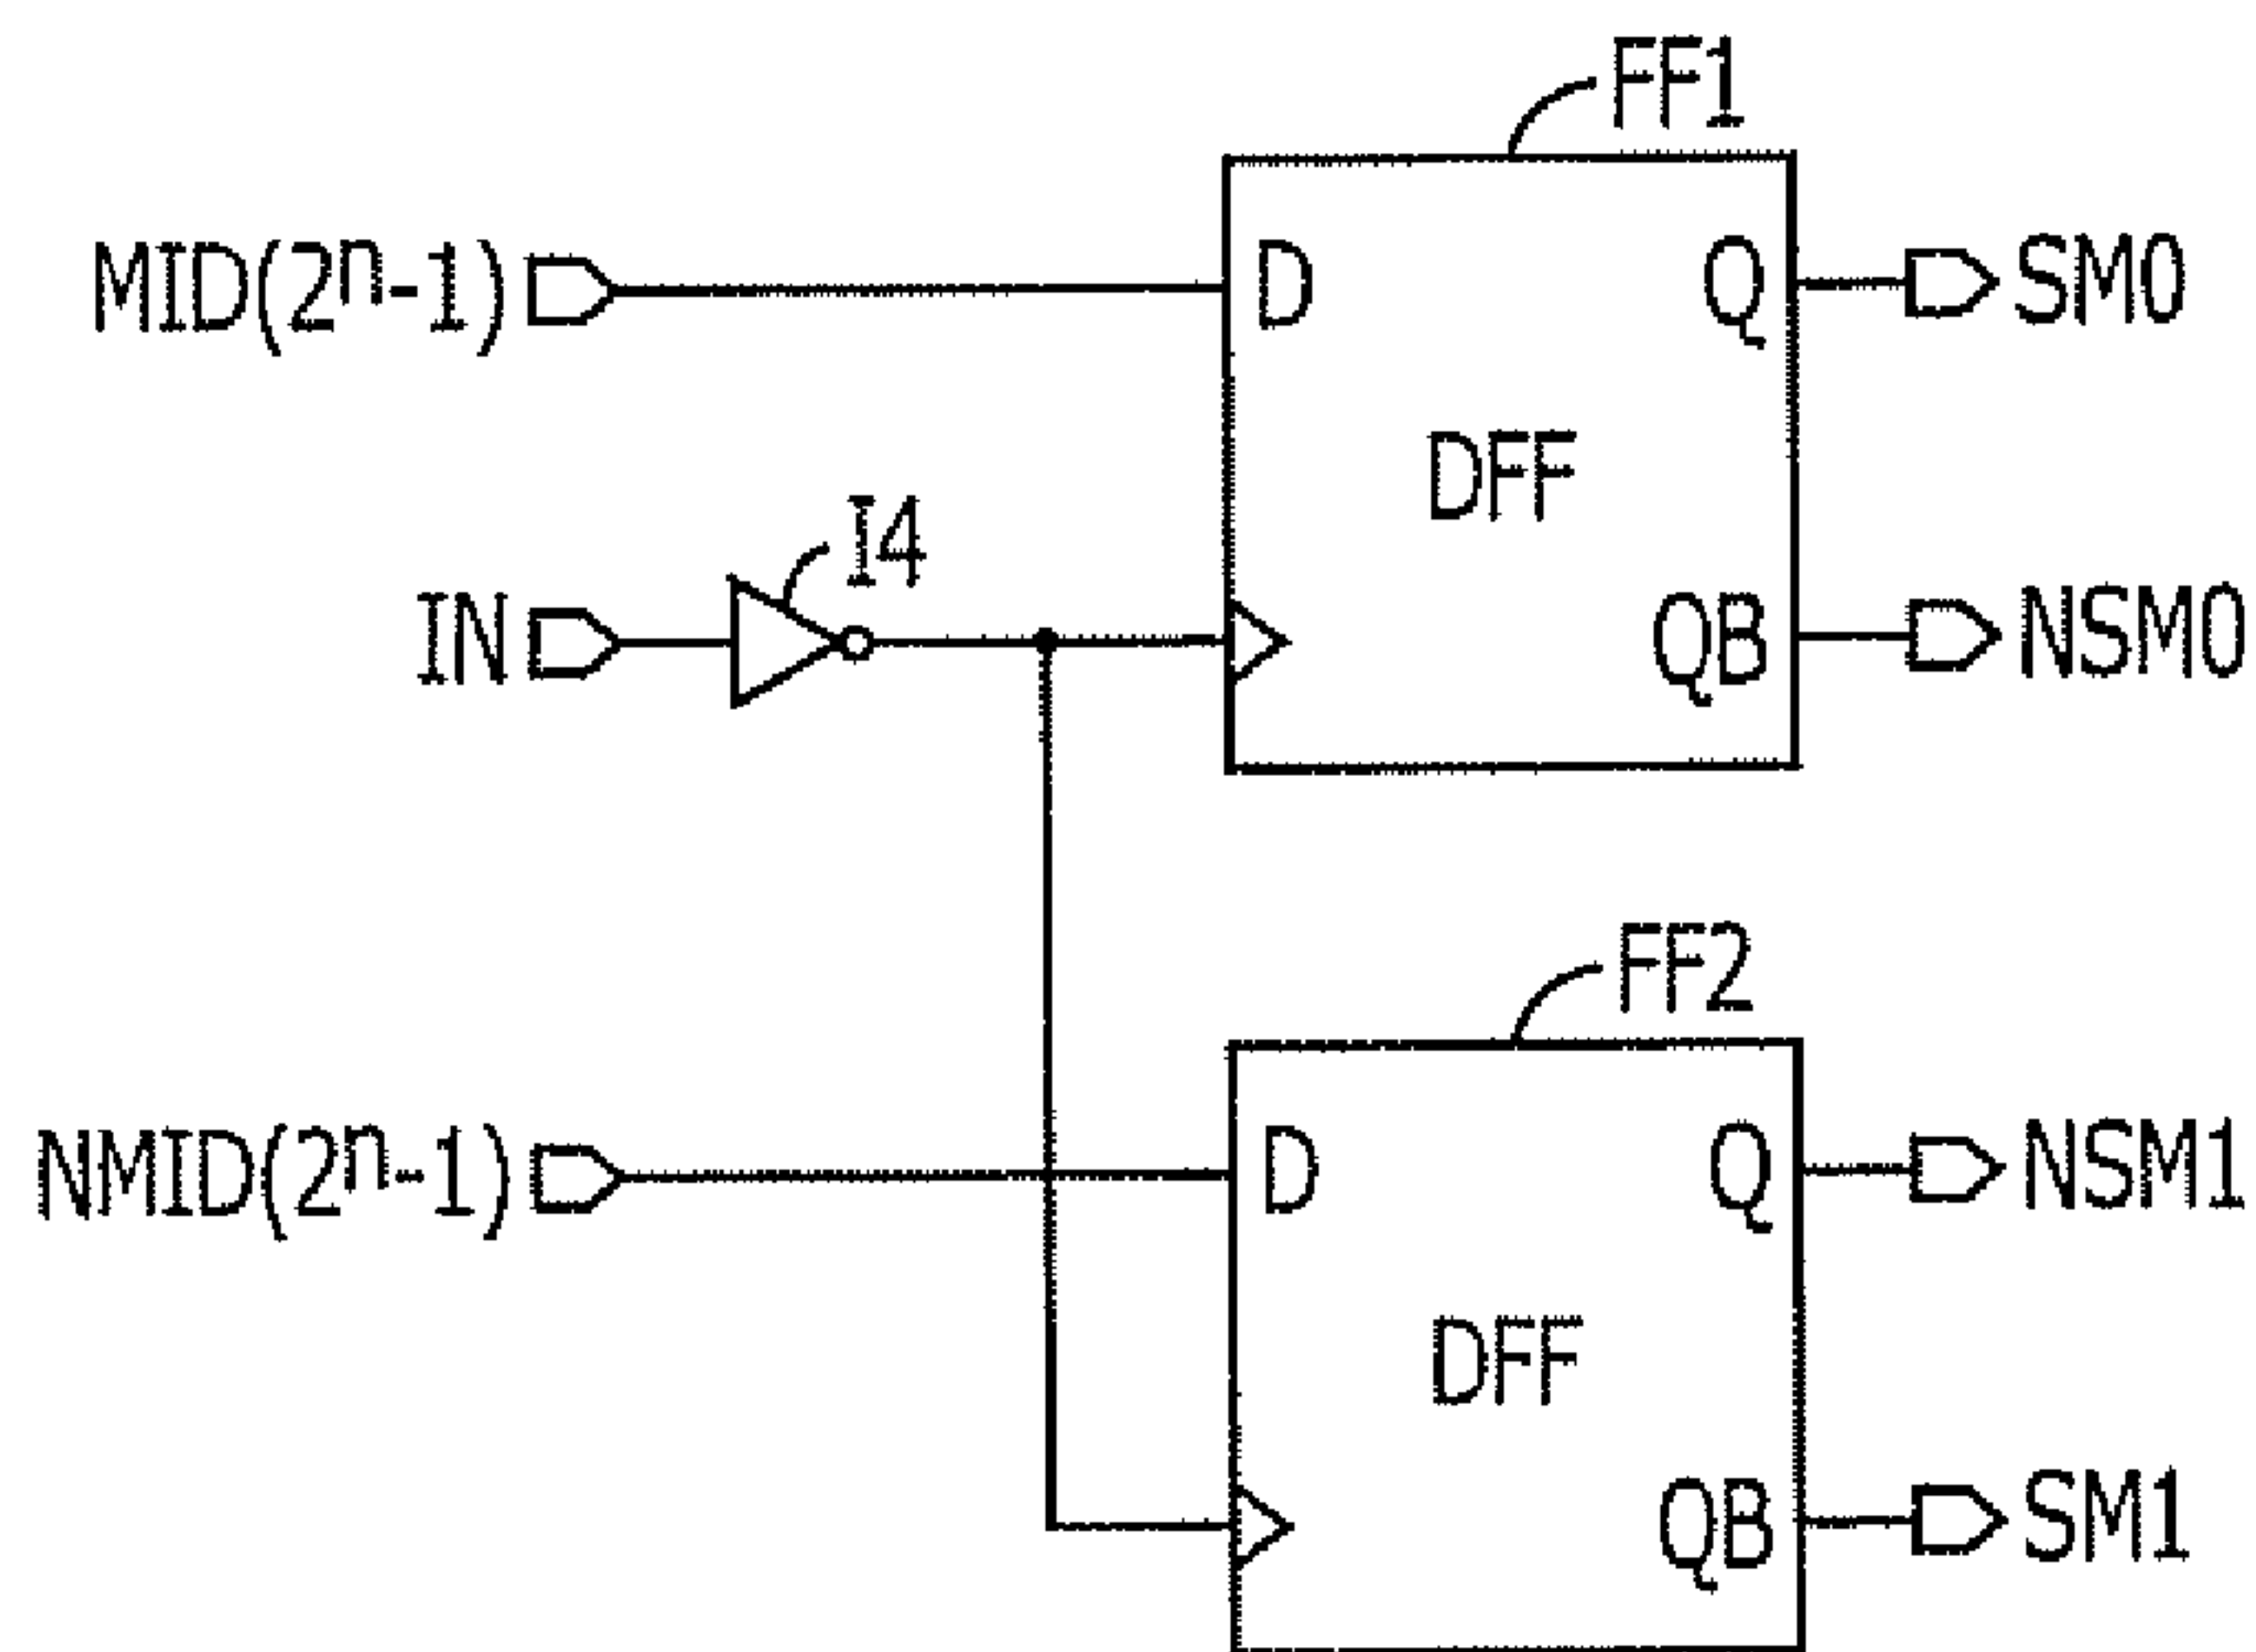 FF1
MID(2ⁿ-1)
D
Q
SM0
DFF
I4
IN
QB
NSM0
FF2
NMID(2ⁿ-1)
D
Q
NSM1
DFF
QB
SM1